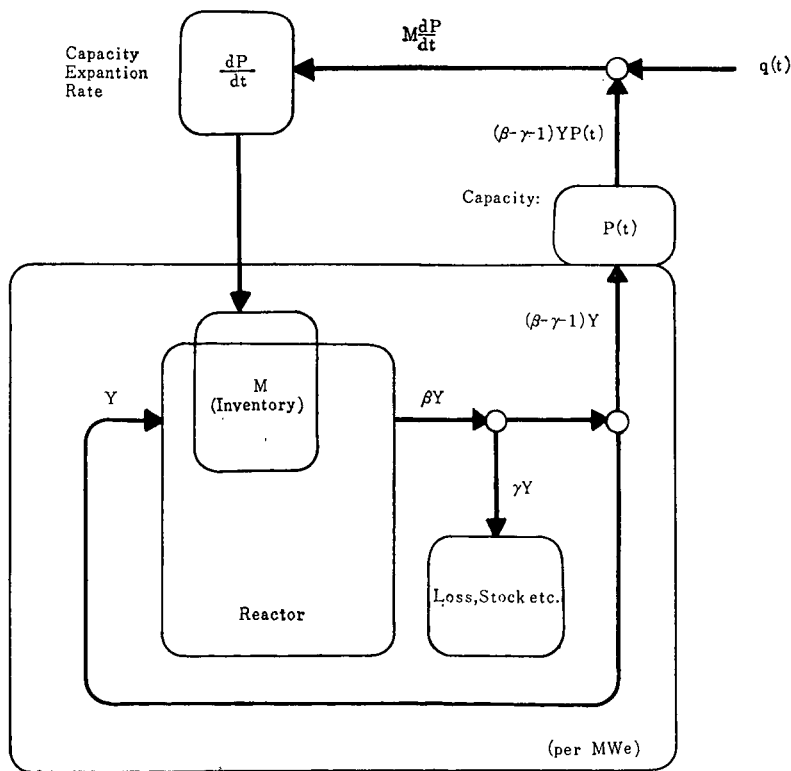 M dP/dt
Capacity
Expantion
Rate
dP/dt
q(t)
(β-γ-1)YP(t)
Capacity:
P(t)
(β-γ-1)Y
Y
M
(Inventory)
βY
γY
Loss,Stock etc.
Reactor
(per MWe)